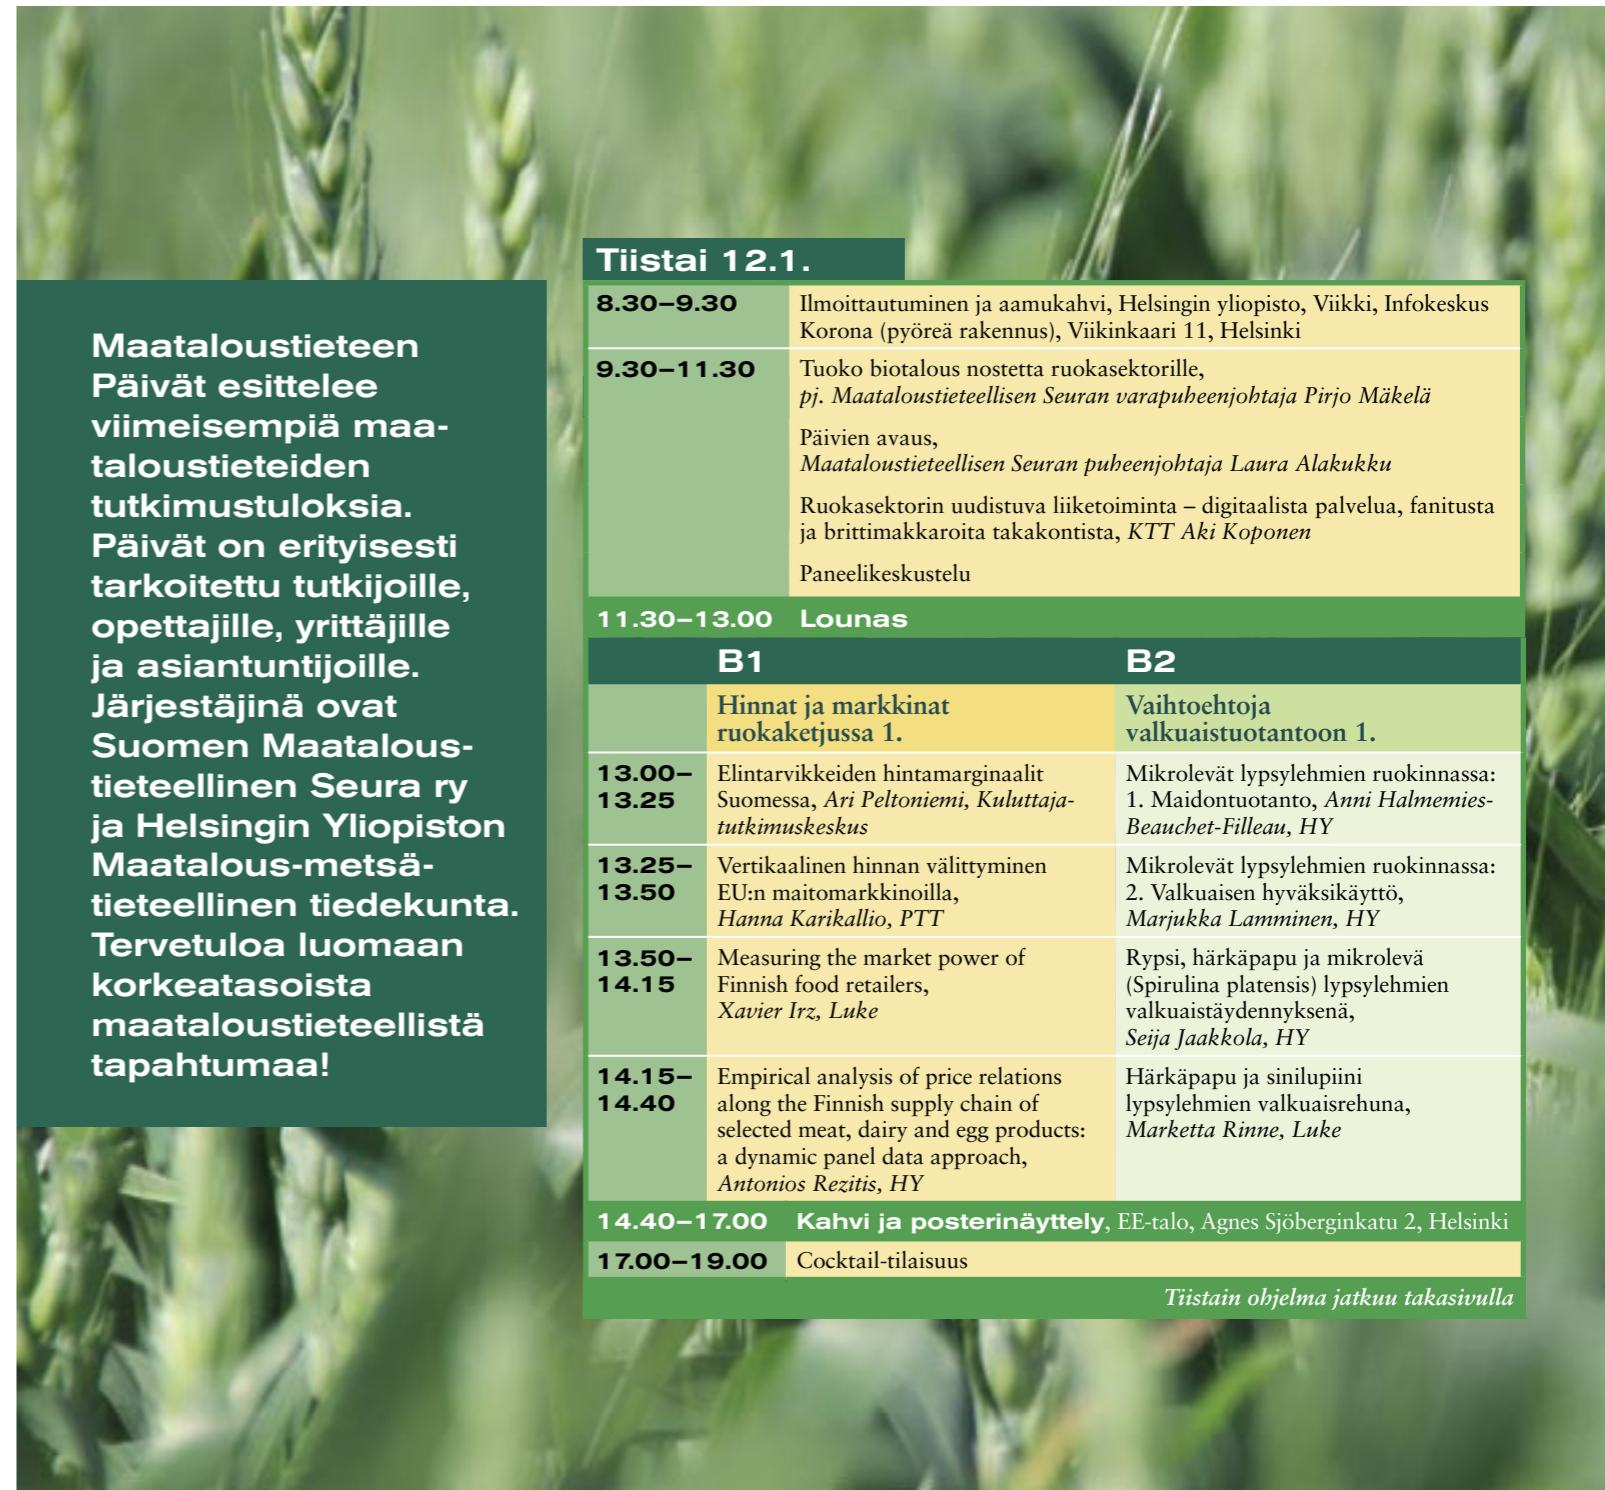 Maataloustieteen
Päivät esittelee
viimeisempiä maa-
taloustieteiden
tutkimustuloksia.
Päivät on erityisesti
tarkoitettu tutkijoille,
opettajille, yrittäjille
ja asiantuntijoille.
Järjestäjinä ovat
Suomen Maatalous-
tieteellinen Seura ry
ja Helsingin Yliopiston
Maatalous-metsä-
tieteellinen tiedekunta.
Tervetuloa luomaan
korkeatasoista
maataloustieteellistä
tapahtumaa!
Tiistai 12.1.
8.30–9.30 Ilmoittautuminen ja aamukahvi, Helsingin yliopisto, Viikki, Infokeskus
Korona (pyöreä rakennus), Viikinkaari 11, Helsinki
9.30–11.30 Tuoko biotalous nostetta ruokasektorille,
pj. Maataloustieteellisen Seuran varapuheenjohtaja Pirjo Mäkelä
Päivien avaus,
Maataloustieteellisen Seuran puheenjohtaja Laura Alakukku
Ruokasektorin uudistuva liiketoiminta – digitaalista palvelua, fanitusta
ja brittimakkaroita takakontista, KTT Aki Koponen
Paneelikeskustelu
11.30–13.00 Lounas
B1 B2
Hinnat ja markkinat
ruokaketjussa 1.
Vaihtoehtoja
valkuaistuotantoon 1.
13.00–
13.25
Elintarvikkeiden hintamarginaalit
Suomessa, Ari Peltoniemi, Kuluttaja-
tutkimuskeskus
Mikrolevät lypsylehmien ruokinnassa:
1. Maidontuotanto, Anni Halmemies-
Beauchet-Filleau, HY
13.25–
13.50
Vertikaalinen hinnan välittyminen
EU:n maitomarkkinoilla,
Hanna Karikallio, PTT
Mikrolevät lypsylehmien ruokinnassa:
2. Valkuaisen hyväksikäyttö,
Marjukka Lamminen, HY
13.50–
14.15
Measuring the market power of
Finnish food retailers,
Xavier Irz, Luke
Rypsi, härkäpapu ja mikrolevä
(Spirulina platensis) lypsylehmien
valkuaistäydennyksenä,
Seija Jaakkola, HY
14.15–
14.40
Empirical analysis of price relations
along the Finnish supply chain of
selected meat, dairy and egg products:
a dynamic panel data approach,
Antonios Rezitis, HY
Härkäpapu ja sinilupiini
lypsylehmien valkuaisrehuna,
Marketta Rinne, Luke
14.40–17.00 Kahvi ja posterinäyttely, EE-talo, Agnes Sjöberginkatu 2, Helsinki
17.00–19.00 Cocktail-tilaisuus
Tiistain ohjelma jatkuu takasivulla